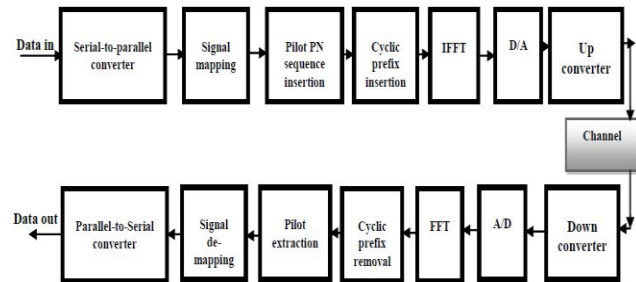 Data in
Serial-to-parallel
converter
Signal
mapping
Pilot PN
sequence
insertion
Cyclic
prefix
insertion
IFFT
D/A
Up
converter
Channel
Data out
Parallel-to-Serial
converter
Signal
de-
mapping
Pilot
extraction
Cyclic
prefix
removal
FFT
A/D
Down
converter